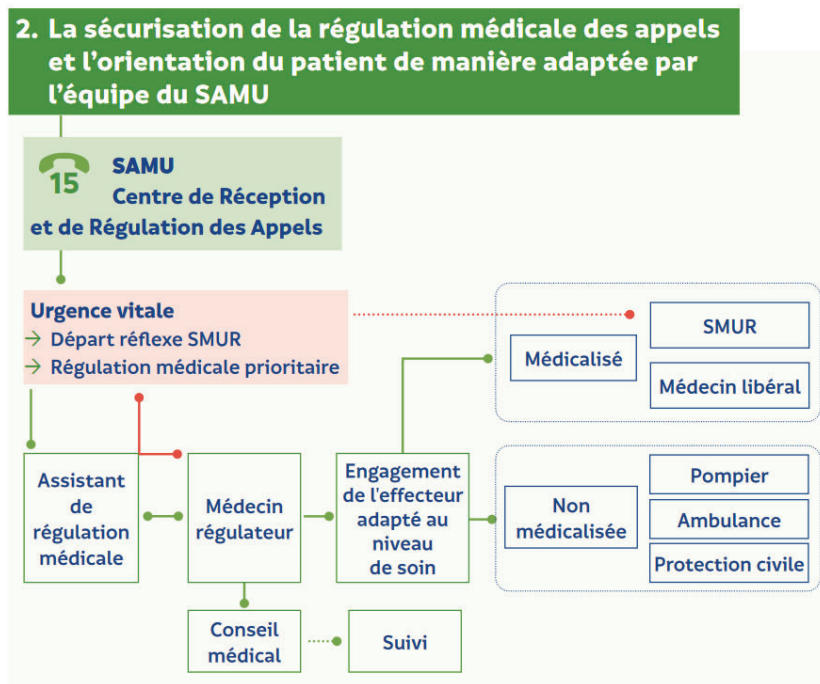 2. La sécurisation de la régulation médicale des appels
et l’orientation du patient de manière adaptée par
l’équipe du SAMU
15
SAMU
Centre de Réception
et de Régulation des Appels
Urgence vitale
→ Départ réflexe SMUR
→ Régulation médicale prioritaire
Médicalisé
SMUR
Médecin libéral
Assistant
de
régulation
médicale
Médecin
régulateur
Engagement
de l'effecteur
adapté au
niveau
de soin
Non
médicalisée
Pompier
Ambulance
Protection civile
Conseil
médical
Suivi